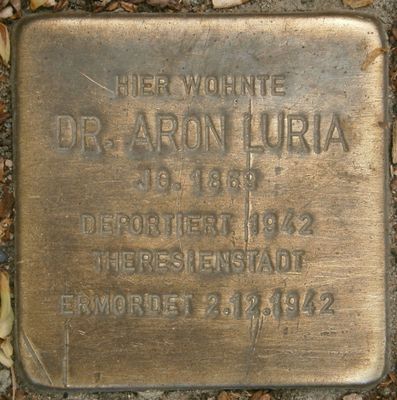 HIER WOHNTE
DR. ARON LURIA
JG. 1869
DEPORTIERT 1942
THERESIENSTADT
ERMORDET 2.12.1942